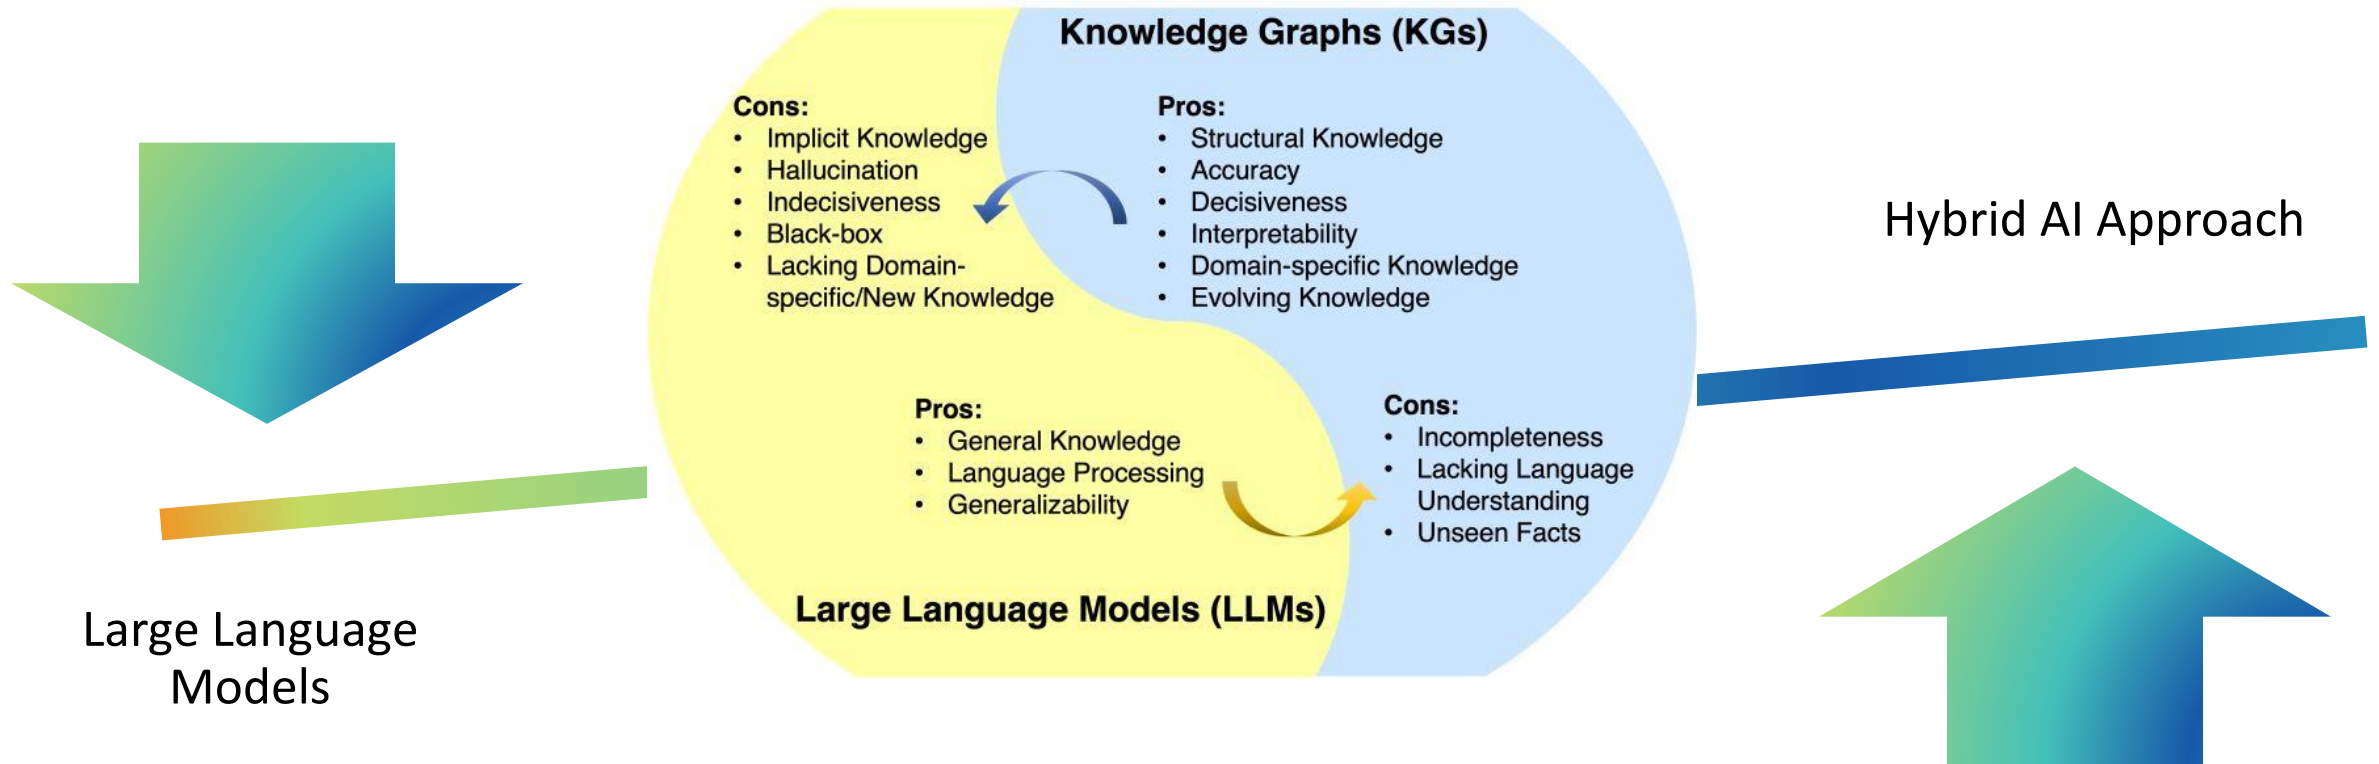 Knowledge Graphs (KGs)
Cons:
• Implicit Knowledge
• Hallucination
• Indecisiveness
• Black-box
• Lacking Domain-
specific/New Knowledge
Pros:
• Structural Knowledge
• Accuracy
• Decisiveness
• Interpretability
• Domain-specific Knowledge
• Evolving Knowledge
Hybrid AI Approach
Pros:
• General Knowledge
• Language Processing
• Generalizability
Cons:
• Incompleteness
• Lacking Language
Understanding
• Unseen Facts
Large Language Models (LLMs)
Large Language
Models